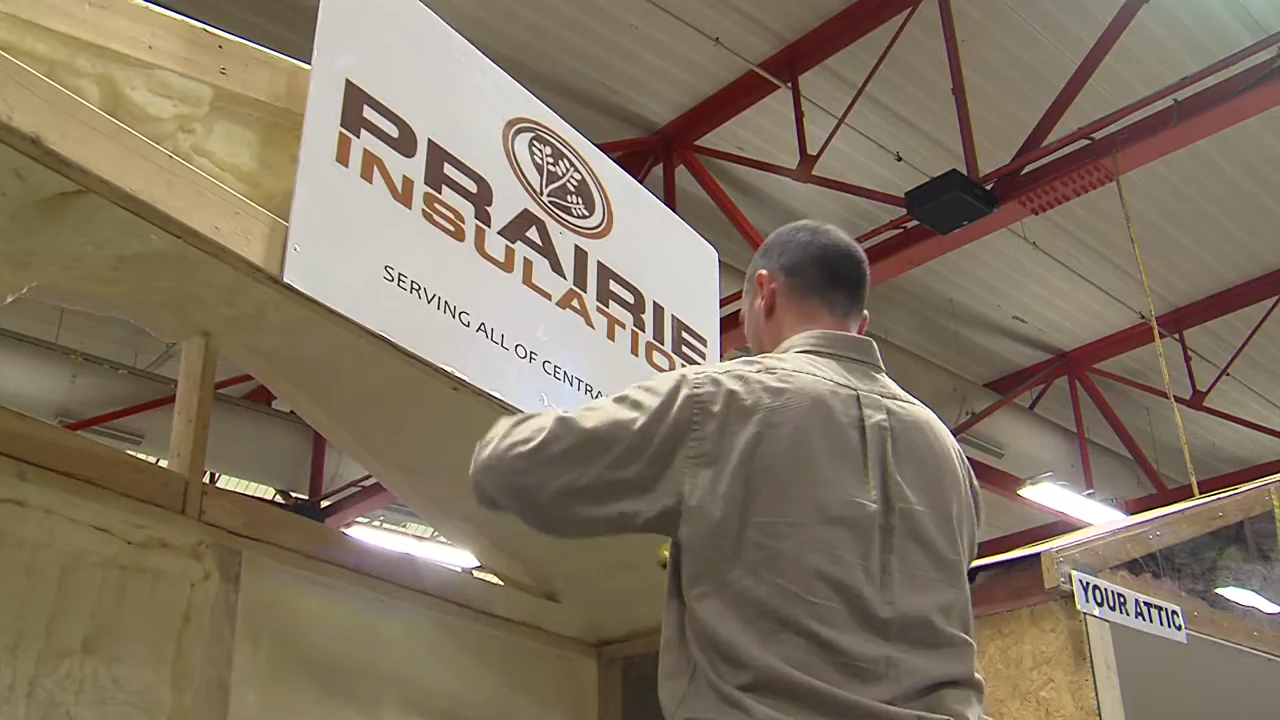 PRAIRIE
INSULATIO
SERVING ALL OF CENTRA
YOUR ATTIC